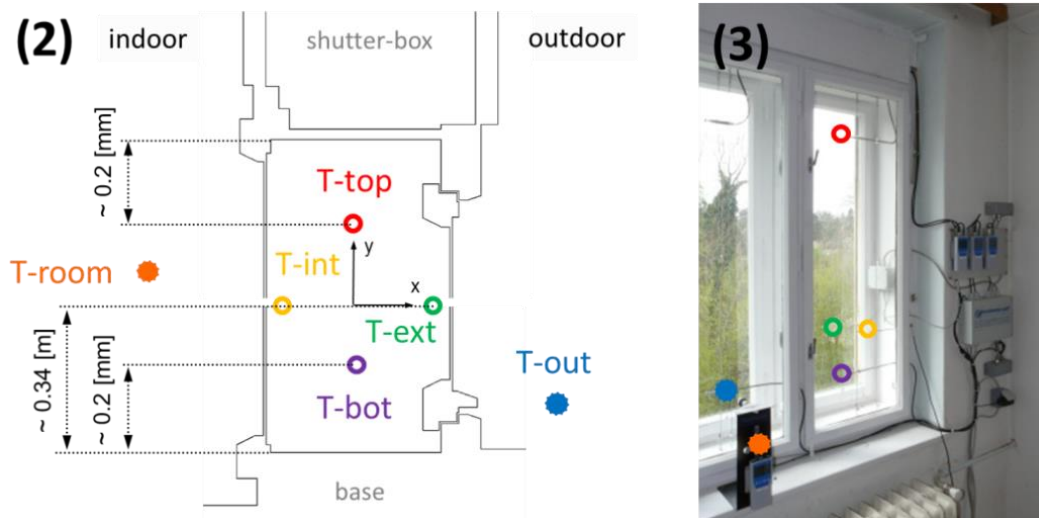 (2)
indoor
shutter-box
outdoor
~ 0.2 [mm]
T-top
y
T-room
T-int
x
T-ext
~ 0.34 [m]
~ 0.2 [mm]
T-out
T-bot
base
(3)